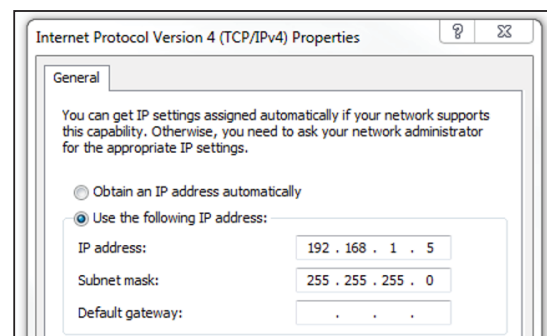 Internet Protocol Version 4 (TCP/IPv4) Properties
General
You can get IP settings assigned automatically if your network supports
this capability. Otherwise, you need to ask your network administrator
for the appropriate IP settings.
Obtain an IP address automatically
Use the following IP address:
IP address: 192 . 168 . 1 . 5
Subnet mask: 255 . 255 . 255 . 0
Default gateway: . . .